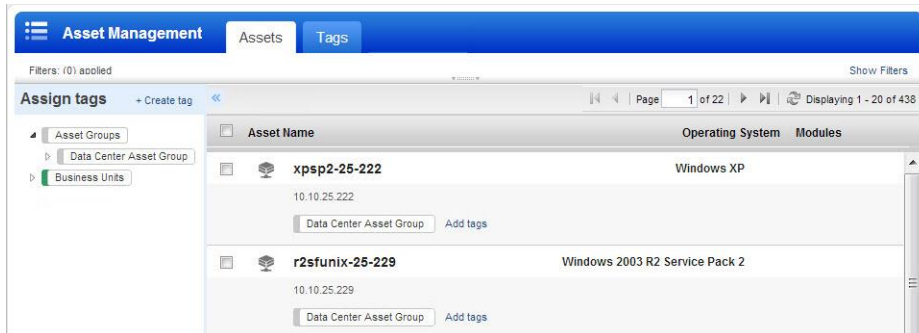 Asset Management Assets Tags
Filters: (0) applied Show Filters
Assign tags + Create tag « Page 1 of 22 Displaying 1 - 20 of 438
Asset Groups
Data Center Asset Group
Business Units
Asset Name Operating System Modules
xpsp2-25-222 Windows XP
10.10.25.222
Data Center Asset Group Add tags
r2sfunix-25-229 Windows 2003 R2 Service Pack 2
10.10.25.229
Data Center Asset Group Add tags